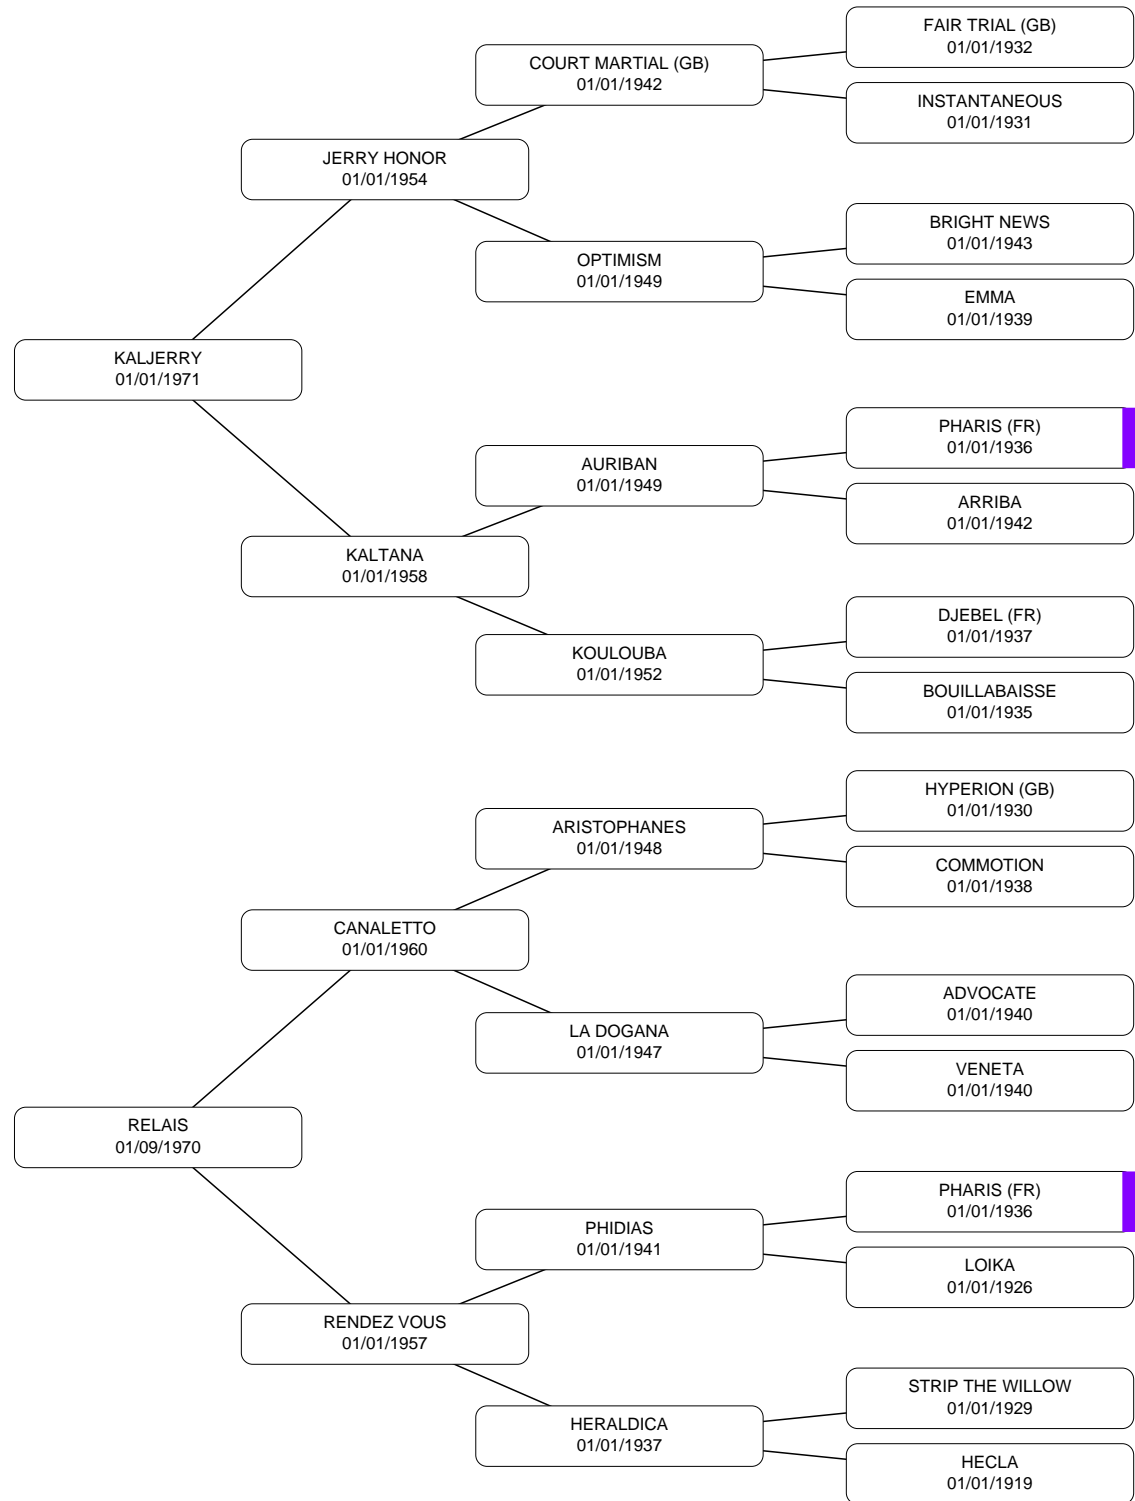 FAIR TRIAL (GB)
01/01/1932
COURT MARTIAL (GB)
01/01/1942
INSTANTANEOUS
01/01/1931
JERRY HONOR
01/01/1954
BRIGHT NEWS
01/01/1943
OPTIMISM
01/01/1949
EMMA
01/01/1939
KALJERRY
01/01/1971
PHARIS (FR)
01/01/1936
AURIBAN
01/01/1949
ARRIBA
01/01/1942
KALTANA
01/01/1958
DJEBEL (FR)
01/01/1937
KOULOUBA
01/01/1952
BOUILLABAISSE
01/01/1935
HYPERION (GB)
01/01/1930
ARISTOPHANES
01/01/1948
COMMOTION
01/01/1938
CANALETTO
01/01/1960
ADVOCATE
01/01/1940
LA DOGANA
01/01/1947
VENETA
01/01/1940
RELAIS
01/09/1970
PHARIS (FR)
01/01/1936
PHIDIAS
01/01/1941
LOIKA
01/01/1926
RENDEZ VOUS
01/01/1957
STRIP THE WILLOW
01/01/1929
HERALDICA
01/01/1937
HECLA
01/01/1919